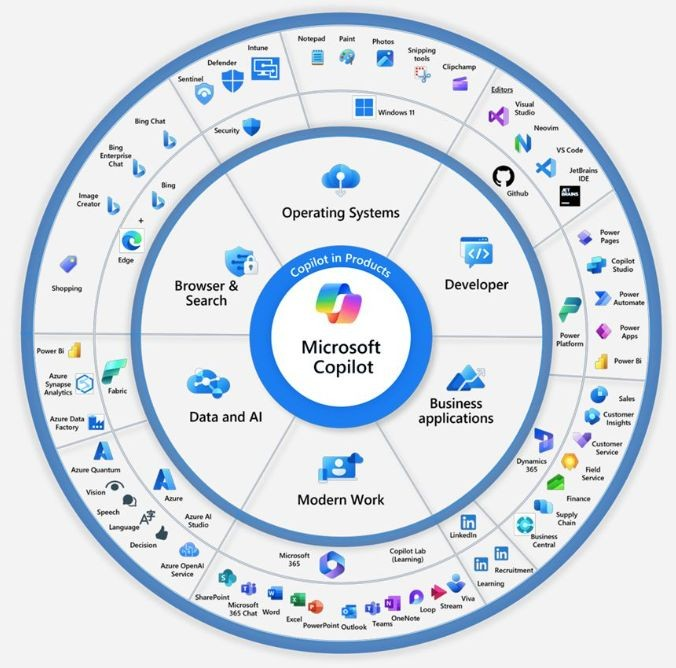 Copilot in Products
Microsoft
Copilot
Operating Systems
Developer
Business
applications
Modern Work
Data and AI
Browser &
Search
Windows 11
Notepad
Paint
Photos
Snipping
tools
Clipchamp
Editors
Visual
Studio
Neovim
VS Code
JetBrains
IDE
JET
BRAINS
Github
Power
Platform
Power
Pages
Copilot
Studio
Power
Automate
Power
Apps
Power Bi
Dynamics
365
Sales
Customer
Insights
Customer
Service
Field
Service
Finance
Supply
Chain
Business
Central
LinkedIn
Recruitment
Learning
Microsoft
365
Copilot Lab
(Learning)
SharePoint
Microsoft
365 Chat
Word
Excel
PowerPoint
Outlook
Teams
OneNote
Loop
Stream
Viva
Azure
Azure AI
Studio
Azure Quantum
Vision
Speech
Language
Decision
Azure OpenAI
Service
Fabric
Power Bi
Azure
Synapse
Analytics
Azure Data
Factory
Edge
+
Bing
Bing Chat
Bing
Enterprise
Chat
Image
Creator
Shopping
Security
Sentinel
Defender
Intune